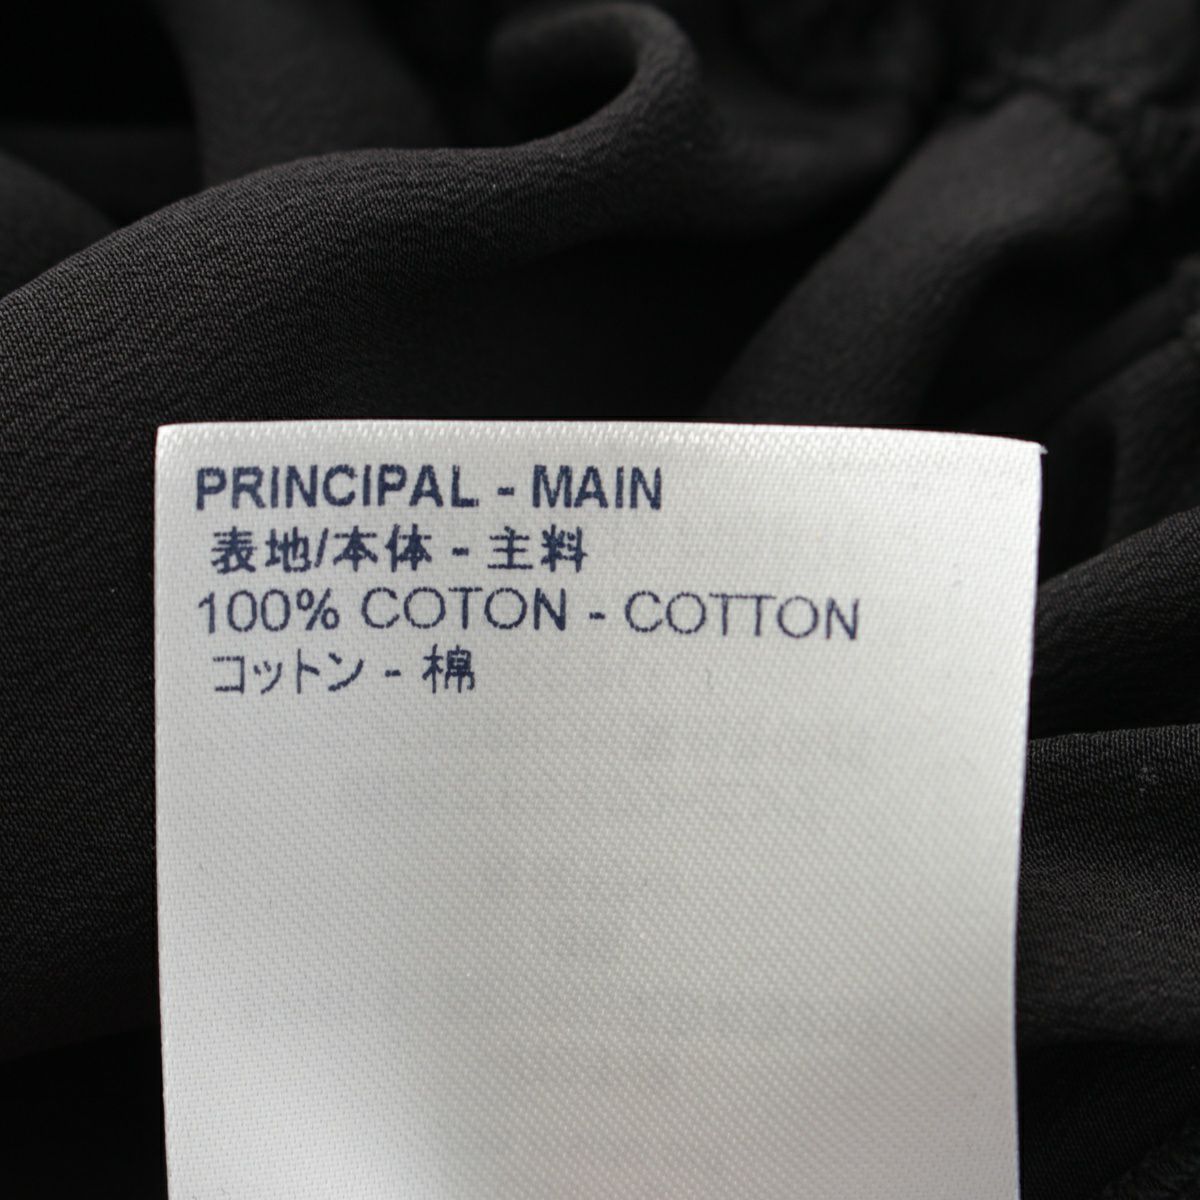 PRINCIPAL - MAIN
表地/本体 - 主料
100% COTON - COTTON
コットン - 棉